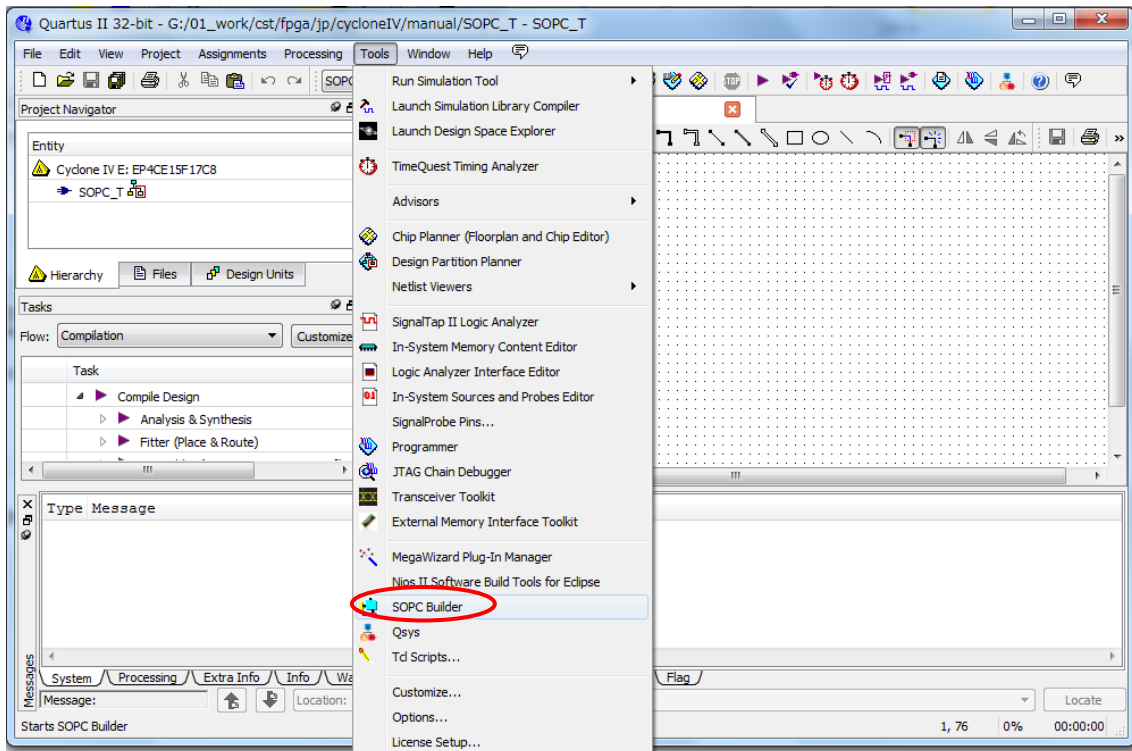 Quartus II 32-bit - G:/01_work/cst/fpga/jp/cycloneIV/manual/SOPC_T - SOPC_T
File Edit View Project Assignments Processing Tools Window Help
SOPC
Project Navigator
Entity
Cyclone IV E: EP4CE15F17C8
SOPC_T
Hierarchy Files Design Units
Tasks
Flow: Compilation Customize
Task
Compile Design
Analysis & Synthesis
Fitter (Place & Route)
Run Simulation Tool
Launch Simulation Library Compiler
Launch Design Space Explorer
TimeQuest Timing Analyzer
Advisors
Chip Planner (Floorplan and Chip Editor)
Design Partition Planner
Netlist Viewers
SignalTap II Logic Analyzer
In-System Memory Content Editor
Logic Analyzer Interface Editor
In-System Sources and Probes Editor
SignalProbe Pins...
Programmer
JTAG Chain Debugger
Transceiver Toolkit
External Memory Interface Toolkit
MegaWizard Plug-In Manager
Nios II Software Build Tools for Eclipse
SOPC Builder
Qsys
Tcl Scripts...
Customize...
Options...
License Setup...
STOP
Type Message
Messages
System Processing Extra Info Info Wa Flag
Message: Location: Locate
Starts SOPC Builder 1, 76 0% 00:00:00